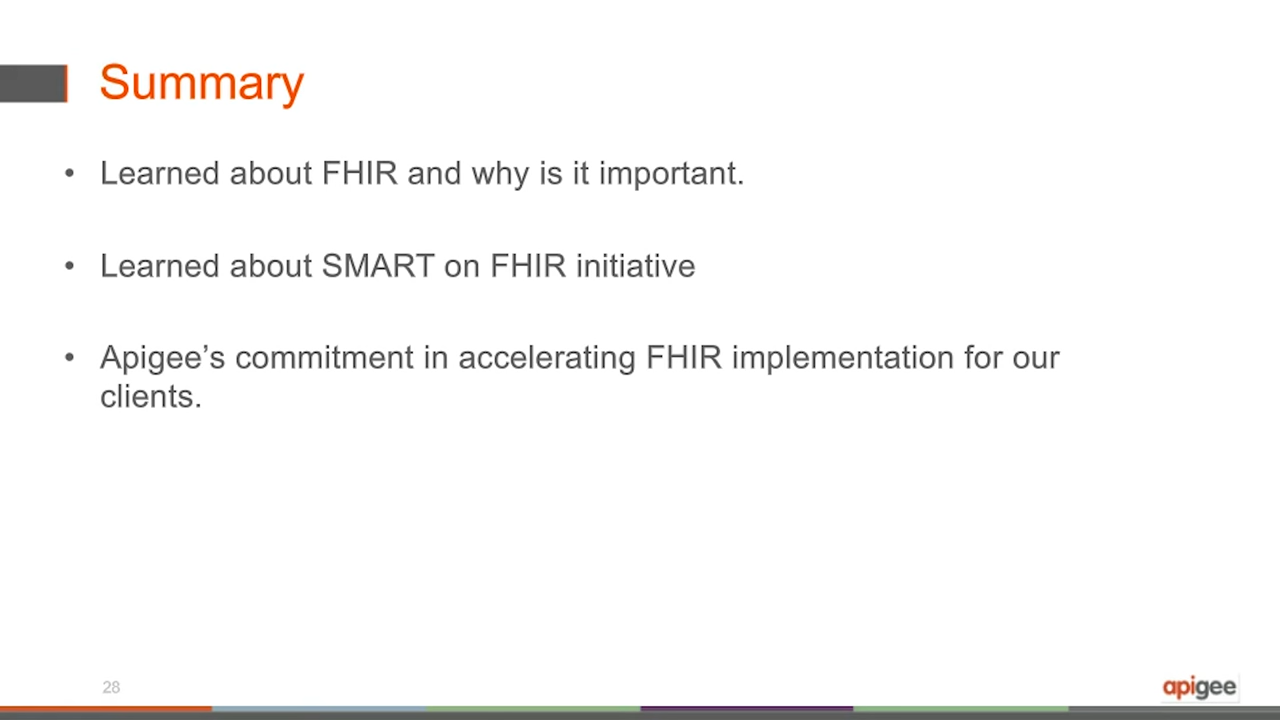 Summary
• Learned about FHIR and why is it important.
• Learned about SMART on FHIR initiative
• Apigee’s commitment in accelerating FHIR implementation for our
clients.
28
apigee